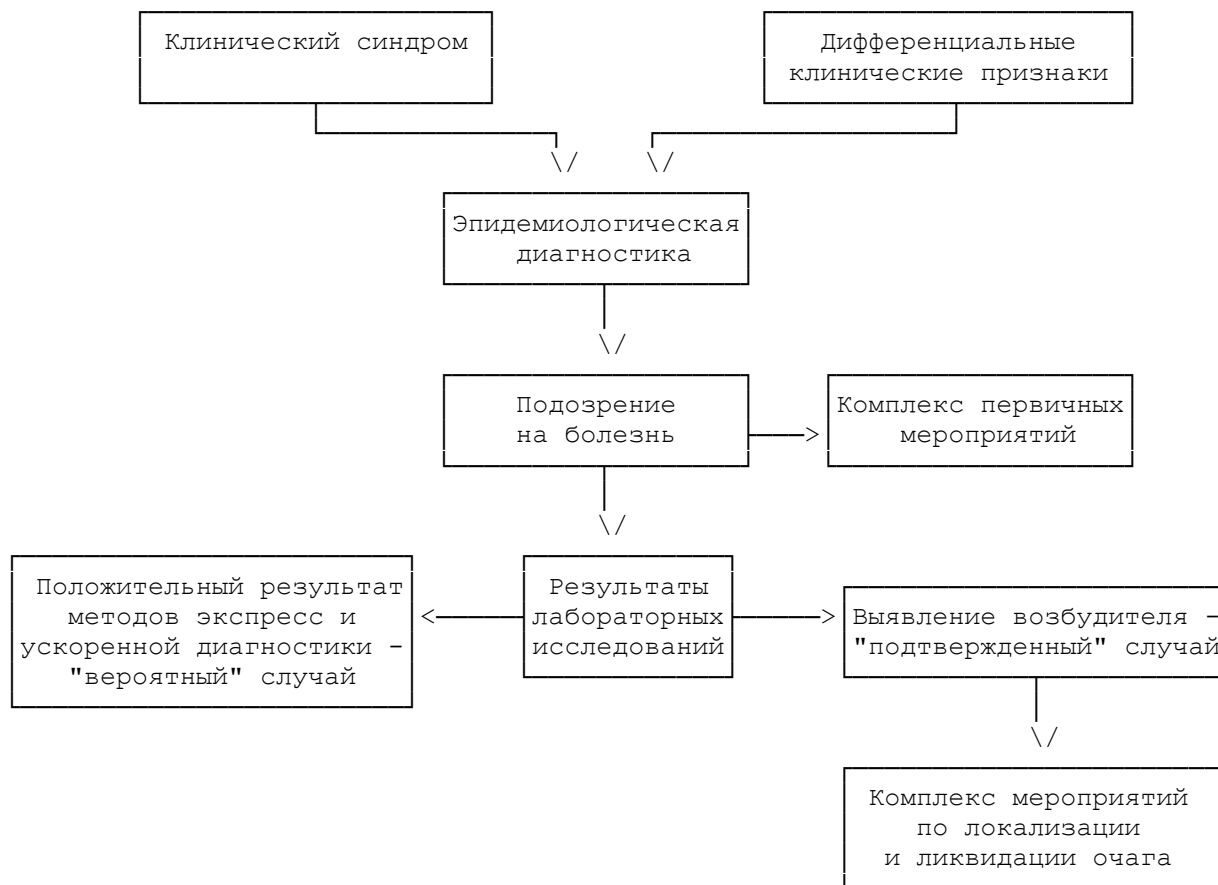 Клинический синдром
Дифференциальные
клинические признаки
Эпидемиологическая
диагностика
Подозрение
на болезнь
Комплекс первичных
мероприятий
Положительный результат
методов экспресс и
ускоренной диагностики -
"вероятный" случай
Результаты
лабораторных
исследований
Выявление возбудителя -
"подтвержденный" случай
Комплекс мероприятий
по локализации
и ликвидации очага